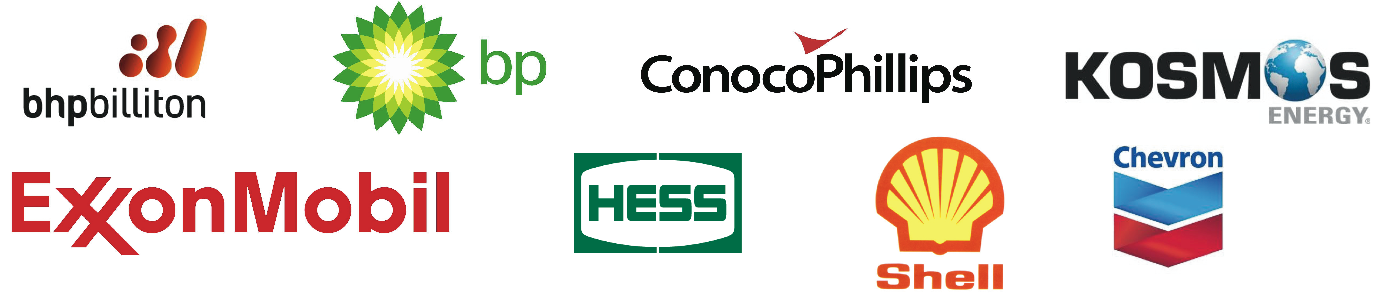 bhpbilliton
bp
ConocoPhillips
KOSMOS
ENERGY
ExxonMobil
HESS
Shell
Chevron